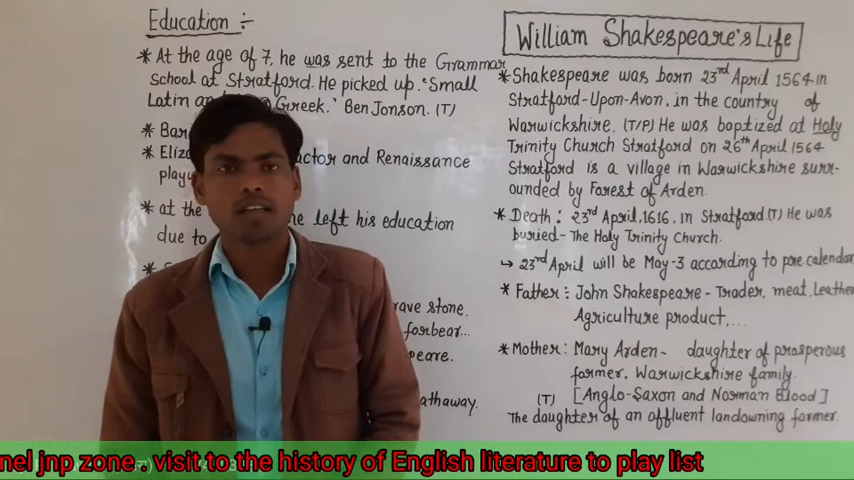 Education :-
* At the age of 7, he was sent to the Grammar
School at Stratford. He picked up. 'Small
Latin an Greek.' Ben Jonson. (T)
* Bar
* Eliza actor and Renaissance
playw
* at the he left his education
due to
*
rave stone.
forbear...
peare.
athaway.
William Shakespeare's Life
* Shakespeare was born 23rd April 1564 in
Stratford-Upon-Avon, in the country of
Warwickshire. (T/P) He was baptized at Holy
Trinity Church Stratford on 26th April 1564
Stratford is a village in Warwickshire surr-
ounded by Forest of Arden.
* Death : 23rd April, 1616. in Stratford.(T) He was
buried - The Holy Trinity Church.
↳ 23rd April will be May-3 according to pre calendar
* Father : John Shakespeare - Trader, meat, Leather
Agriculture product,...
* Mother : Mary Arden - daughter of prosperous
former. Warwickshire family.
(T) [Anglo-Saxon and Norman Blood]
The daughter of an affluent landowning former
nel jnp zone . visit to the history of English literature to play list